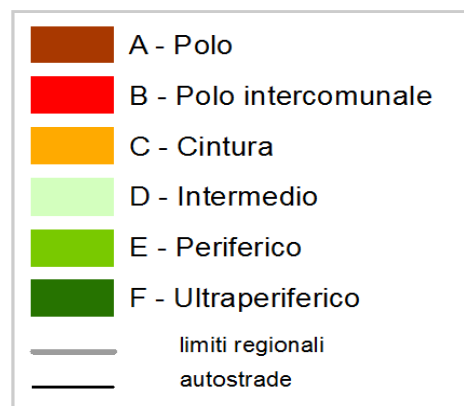 A - Polo
B - Polo intercomunale
C - Cintura
D - Intermedio
E - Periferico
F - Ultraperiferico
limiti regionali
autostrade